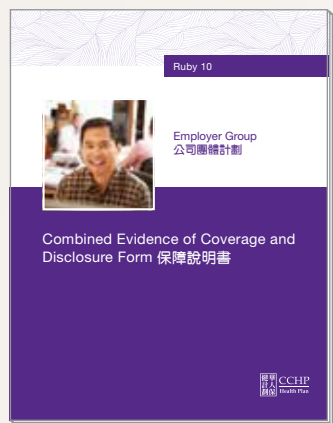 Ruby 10
Employer Group
公司團體計劃
Combined Evidence of Coverage and
Disclosure Form 保障說明書
CCHP
Health Plan